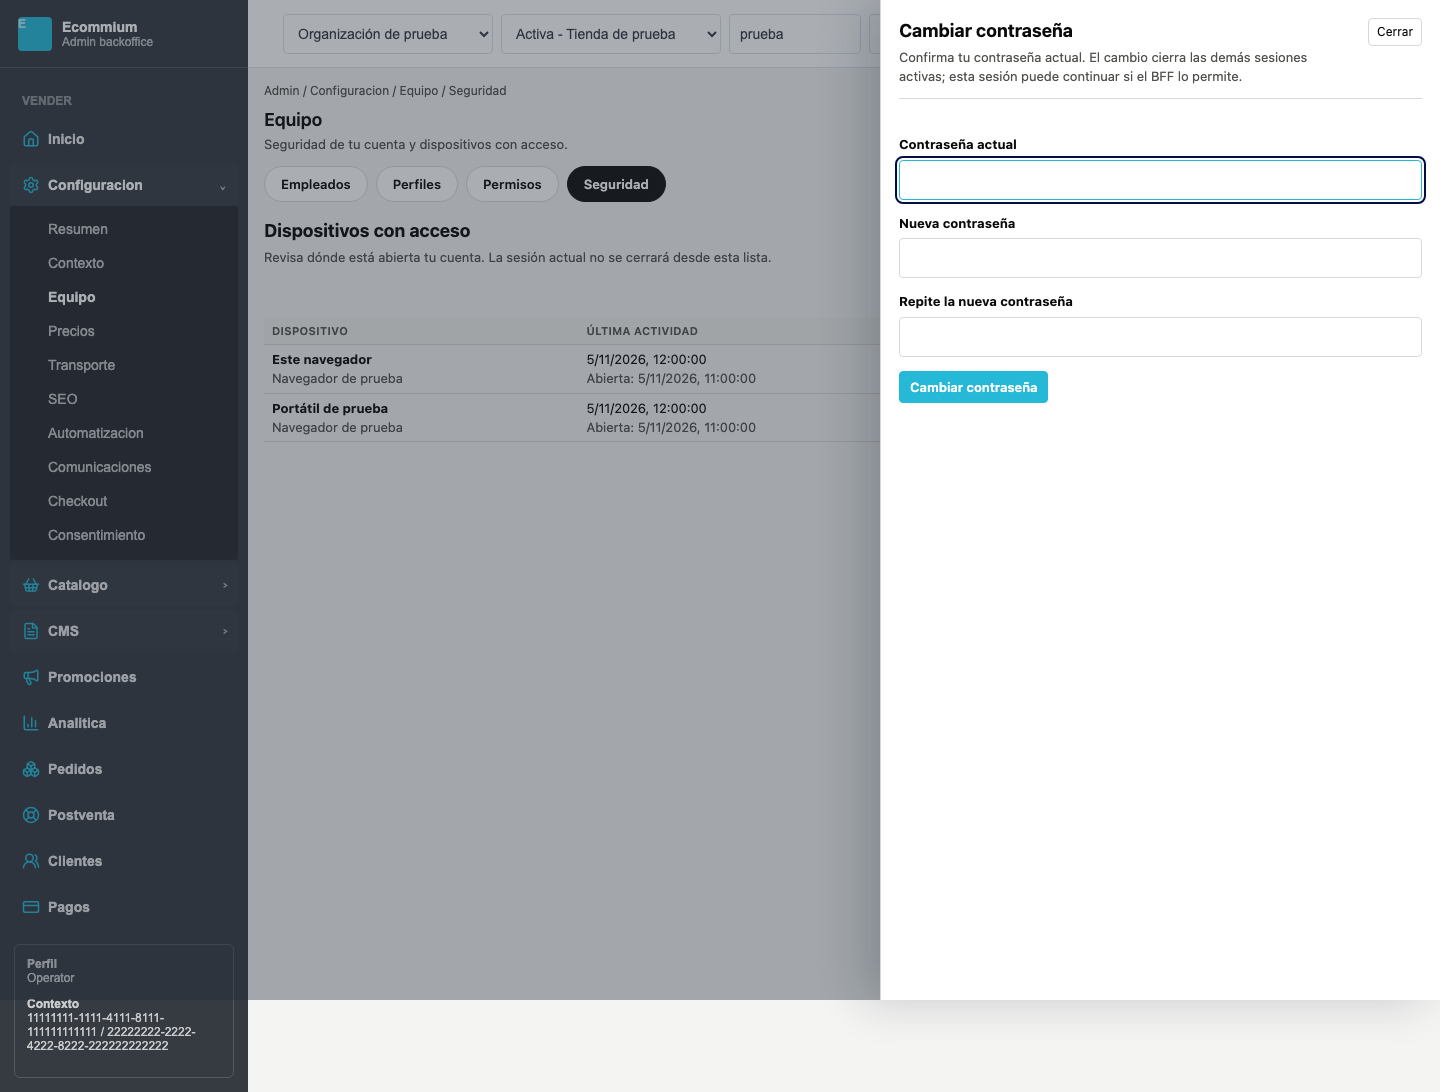 E
Ecommium
Admin backoffice
VENDER
Inicio
Configuracion
Resumen
Contexto
Equipo
Precios
Transporte
SEO
Automatizacion
Comunicaciones
Checkout
Consentimiento
Catalogo
CMS
Promociones
Analitica
Pedidos
Postventa
Clientes
Pagos
Perfil
Operator
Contexto
11111111-1111-4111-8111-
111111111111 / 22222222-2222-
4222-8222-222222222222
Organización de prueba
Activa - Tienda de prueba
prueba
Admin / Configuracion / Equipo / Seguridad
Equipo
Seguridad de tu cuenta y dispositivos con acceso.
Empleados Perfiles Permisos Seguridad
Dispositivos con acceso
Revisa dónde está abierta tu cuenta. La sesión actual no se cerrará desde esta lista.
DISPOSITIVO ÚLTIMA ACTIVIDAD
Este navegador 5/11/2026, 12:00:00
Navegador de prueba Abierta: 5/11/2026, 11:00:00
Portátil de prueba 5/11/2026, 12:00:00
Navegador de prueba Abierta: 5/11/2026, 11:00:00
Cambiar contraseña
Cerrar
Confirma tu contraseña actual. El cambio cierra las demás sesiones
activas; esta sesión puede continuar si el BFF lo permite.
Contraseña actual
Nueva contraseña
Repite la nueva contraseña
Cambiar contraseña